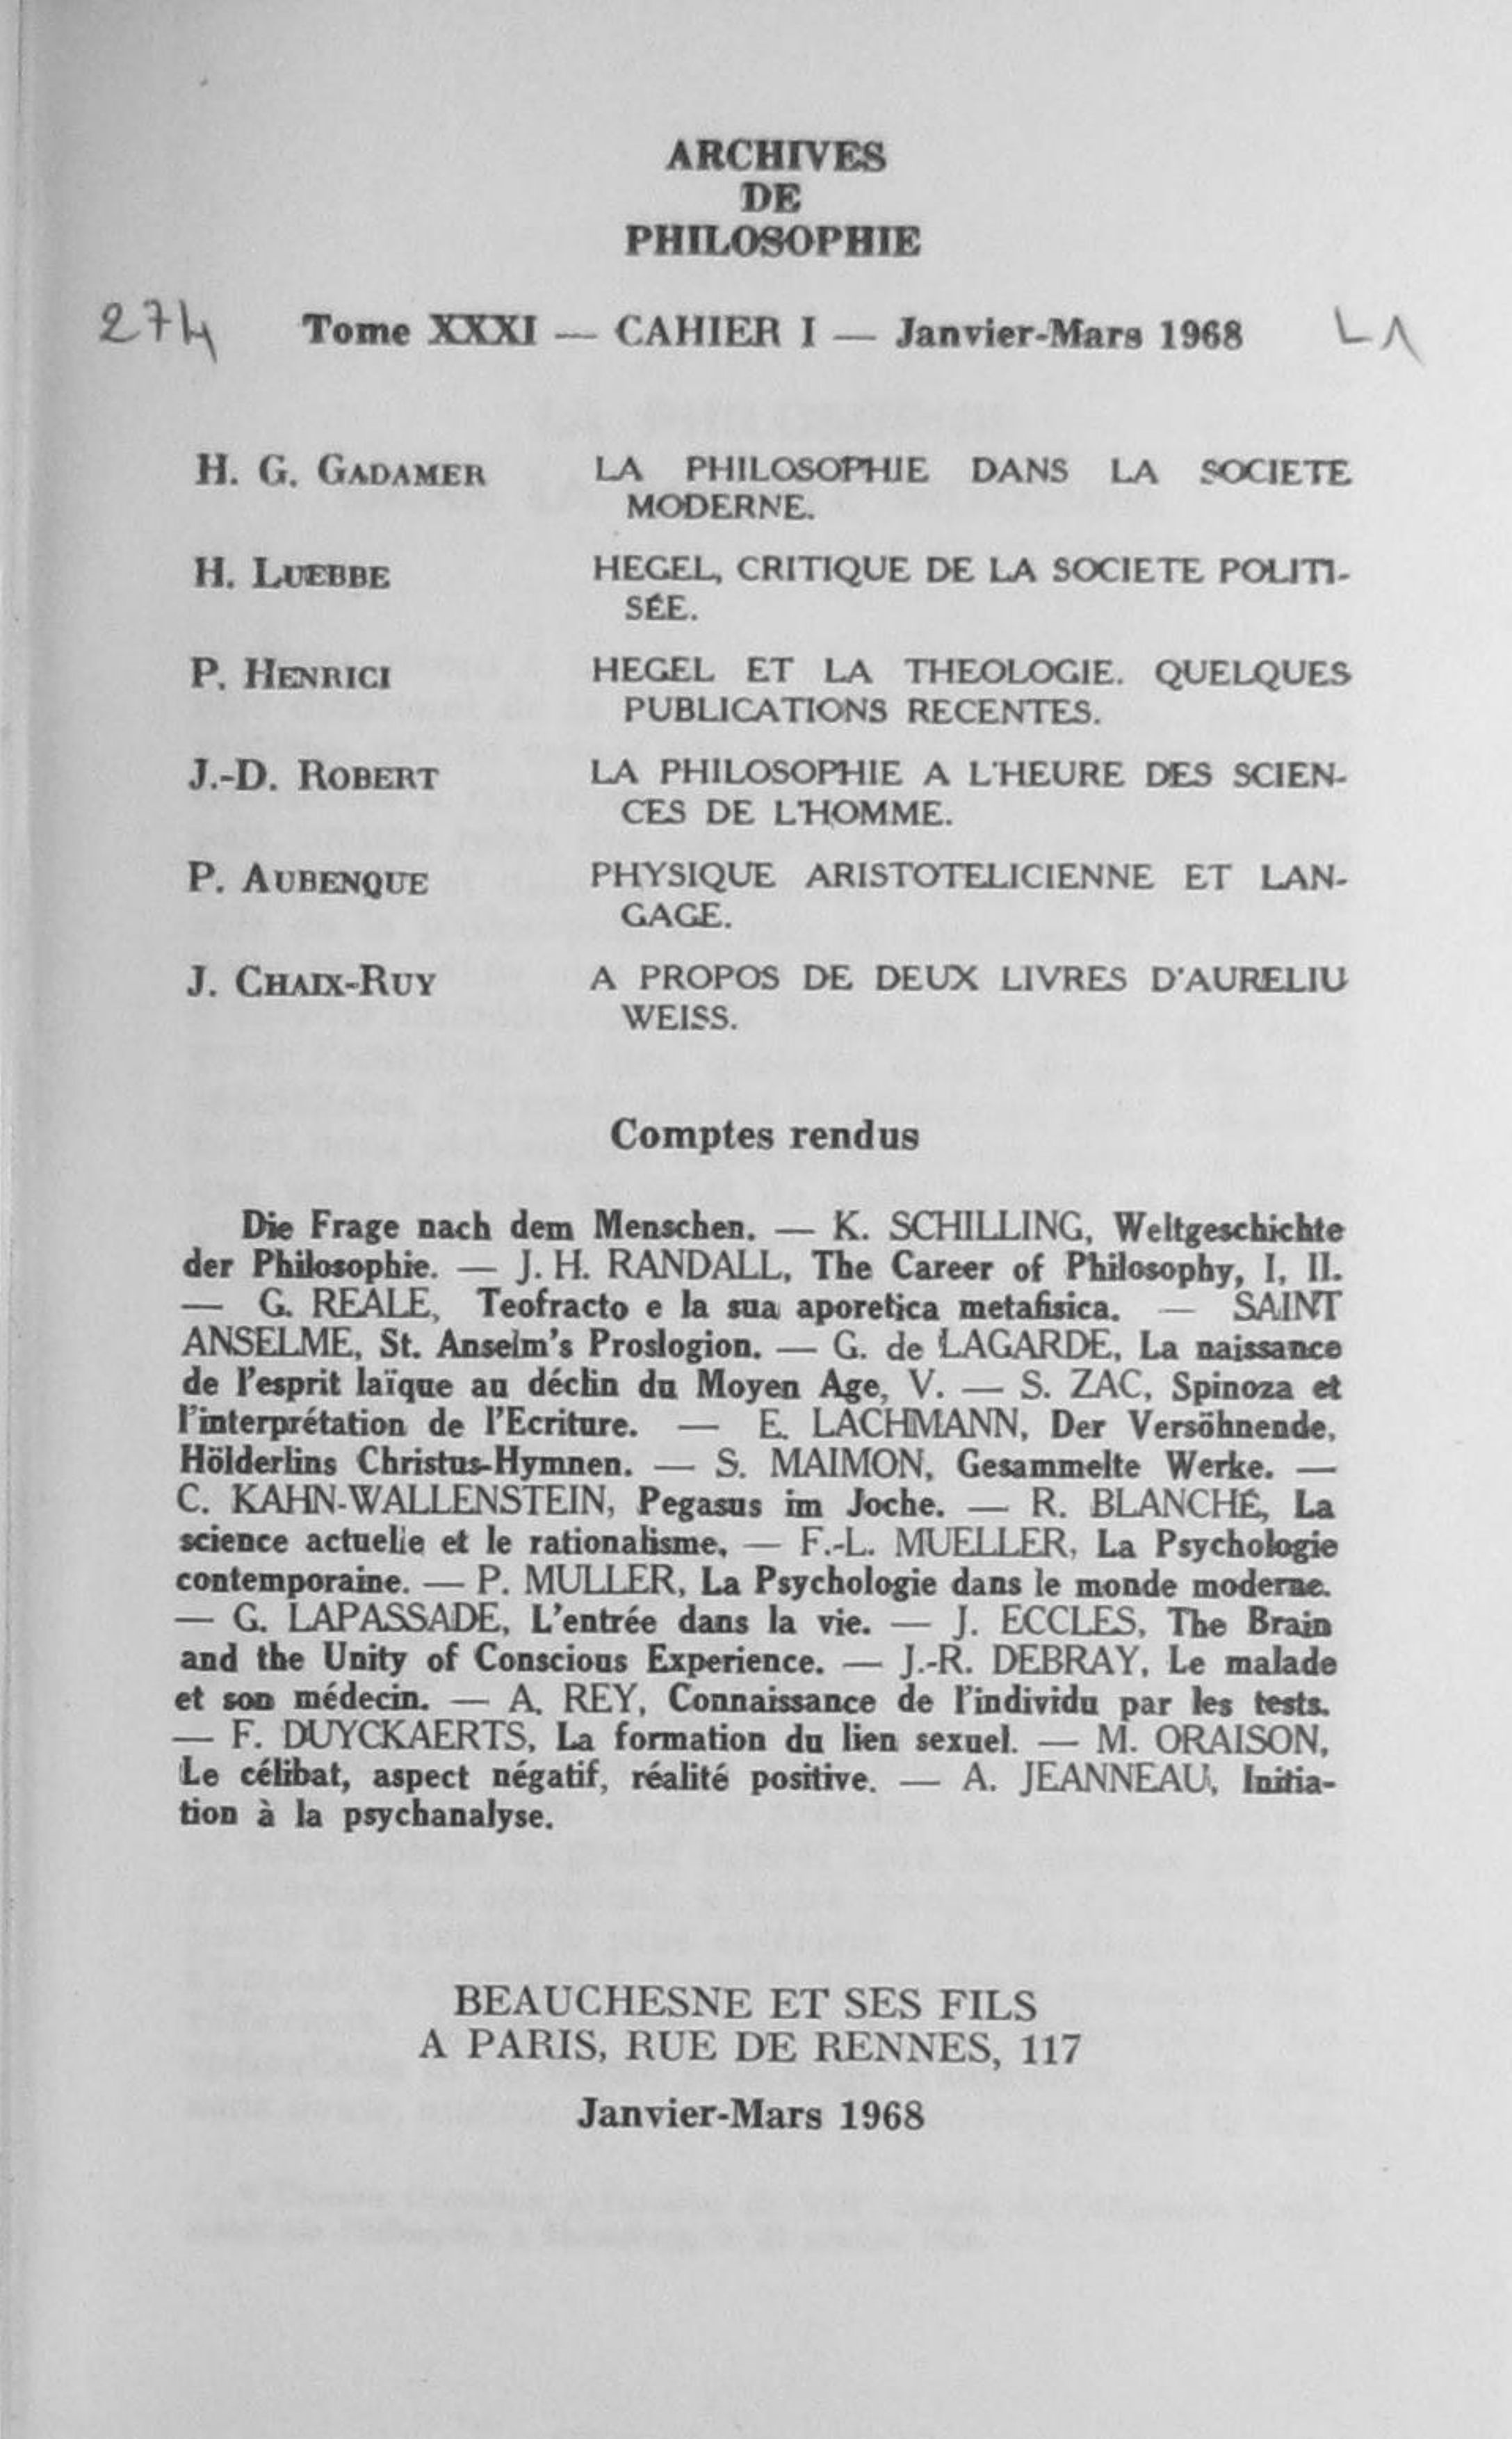 ARCHIVES
DE
PHILOSOPHIE
274 Tome XXXI — CAHIER I — Janvier-Mars 1968 L1
H. G. GADAMER LA PHILOSOPHIE DANS LA SOCIETE
MODERNE.
H. LUEBBE HEGEL, CRITIQUE DE LA SOCIETE POLITI-
SÉE.
P. HENRICI HEGEL ET LA THEOLOGIE. QUELQUES
PUBLICATIONS RECENTES.
J.-D. ROBERT LA PHILOSOPHIE A L'HEURE DES SCIEN-
CES DE L'HOMME.
P. AUBENQUE PHYSIQUE ARISTOTELICIENNE ET LAN-
GAGE.
J. CHAIX-RUY A PROPOS DE DEUX LIVRES D'AURELIU
WEISS.
Comptes rendus
Die Frage nach dem Menschen. — K. SCHILLING, Weltgeschichte
der Philosophie. — J. H. RANDALL, The Career of Philosophy, I, II.
— G. REALE, Teofracto e la sua aporetica metafisica. — SAINT
ANSELME, St. Anselm's Proslogion. — G. de LAGARDE, La naissance
de l'esprit laïque au déclin du Moyen Age, V. — S. ZAC, Spinoza et
l'interprétation de l'Ecriture. — E. LACHMANN, Der Versöhnende,
Hölderlins Christus-Hymnen. — S. MAIMON, Gesammelte Werke. —
C. KAHN-WALLENSTEIN, Pegasus im Joche. — R. BLANCHÉ, La
science actuelle et le rationalisme. — F.-L. MUELLER, La Psychologie
contemporaine. — P. MULLER, La Psychologie dans le monde moderne.
— G. LAPASSADE, L'entrée dans la vie. — J. ECCLES, The Brain
and the Unity of Conscious Experience. — J.-R. DEBRAY, Le malade
et son médecin. — A. REY, Connaissance de l'individu par les tests.
— F. DUYCKAERTS, La formation du lien sexuel. — M. ORAISON,
Le célibat, aspect négatif, réalité positive. — A. JEANNEAU, Initia-
tion à la psychanalyse.
BEAUCHESNE ET SES FILS
A PARIS, RUE DE RENNES, 117
Janvier-Mars 1968